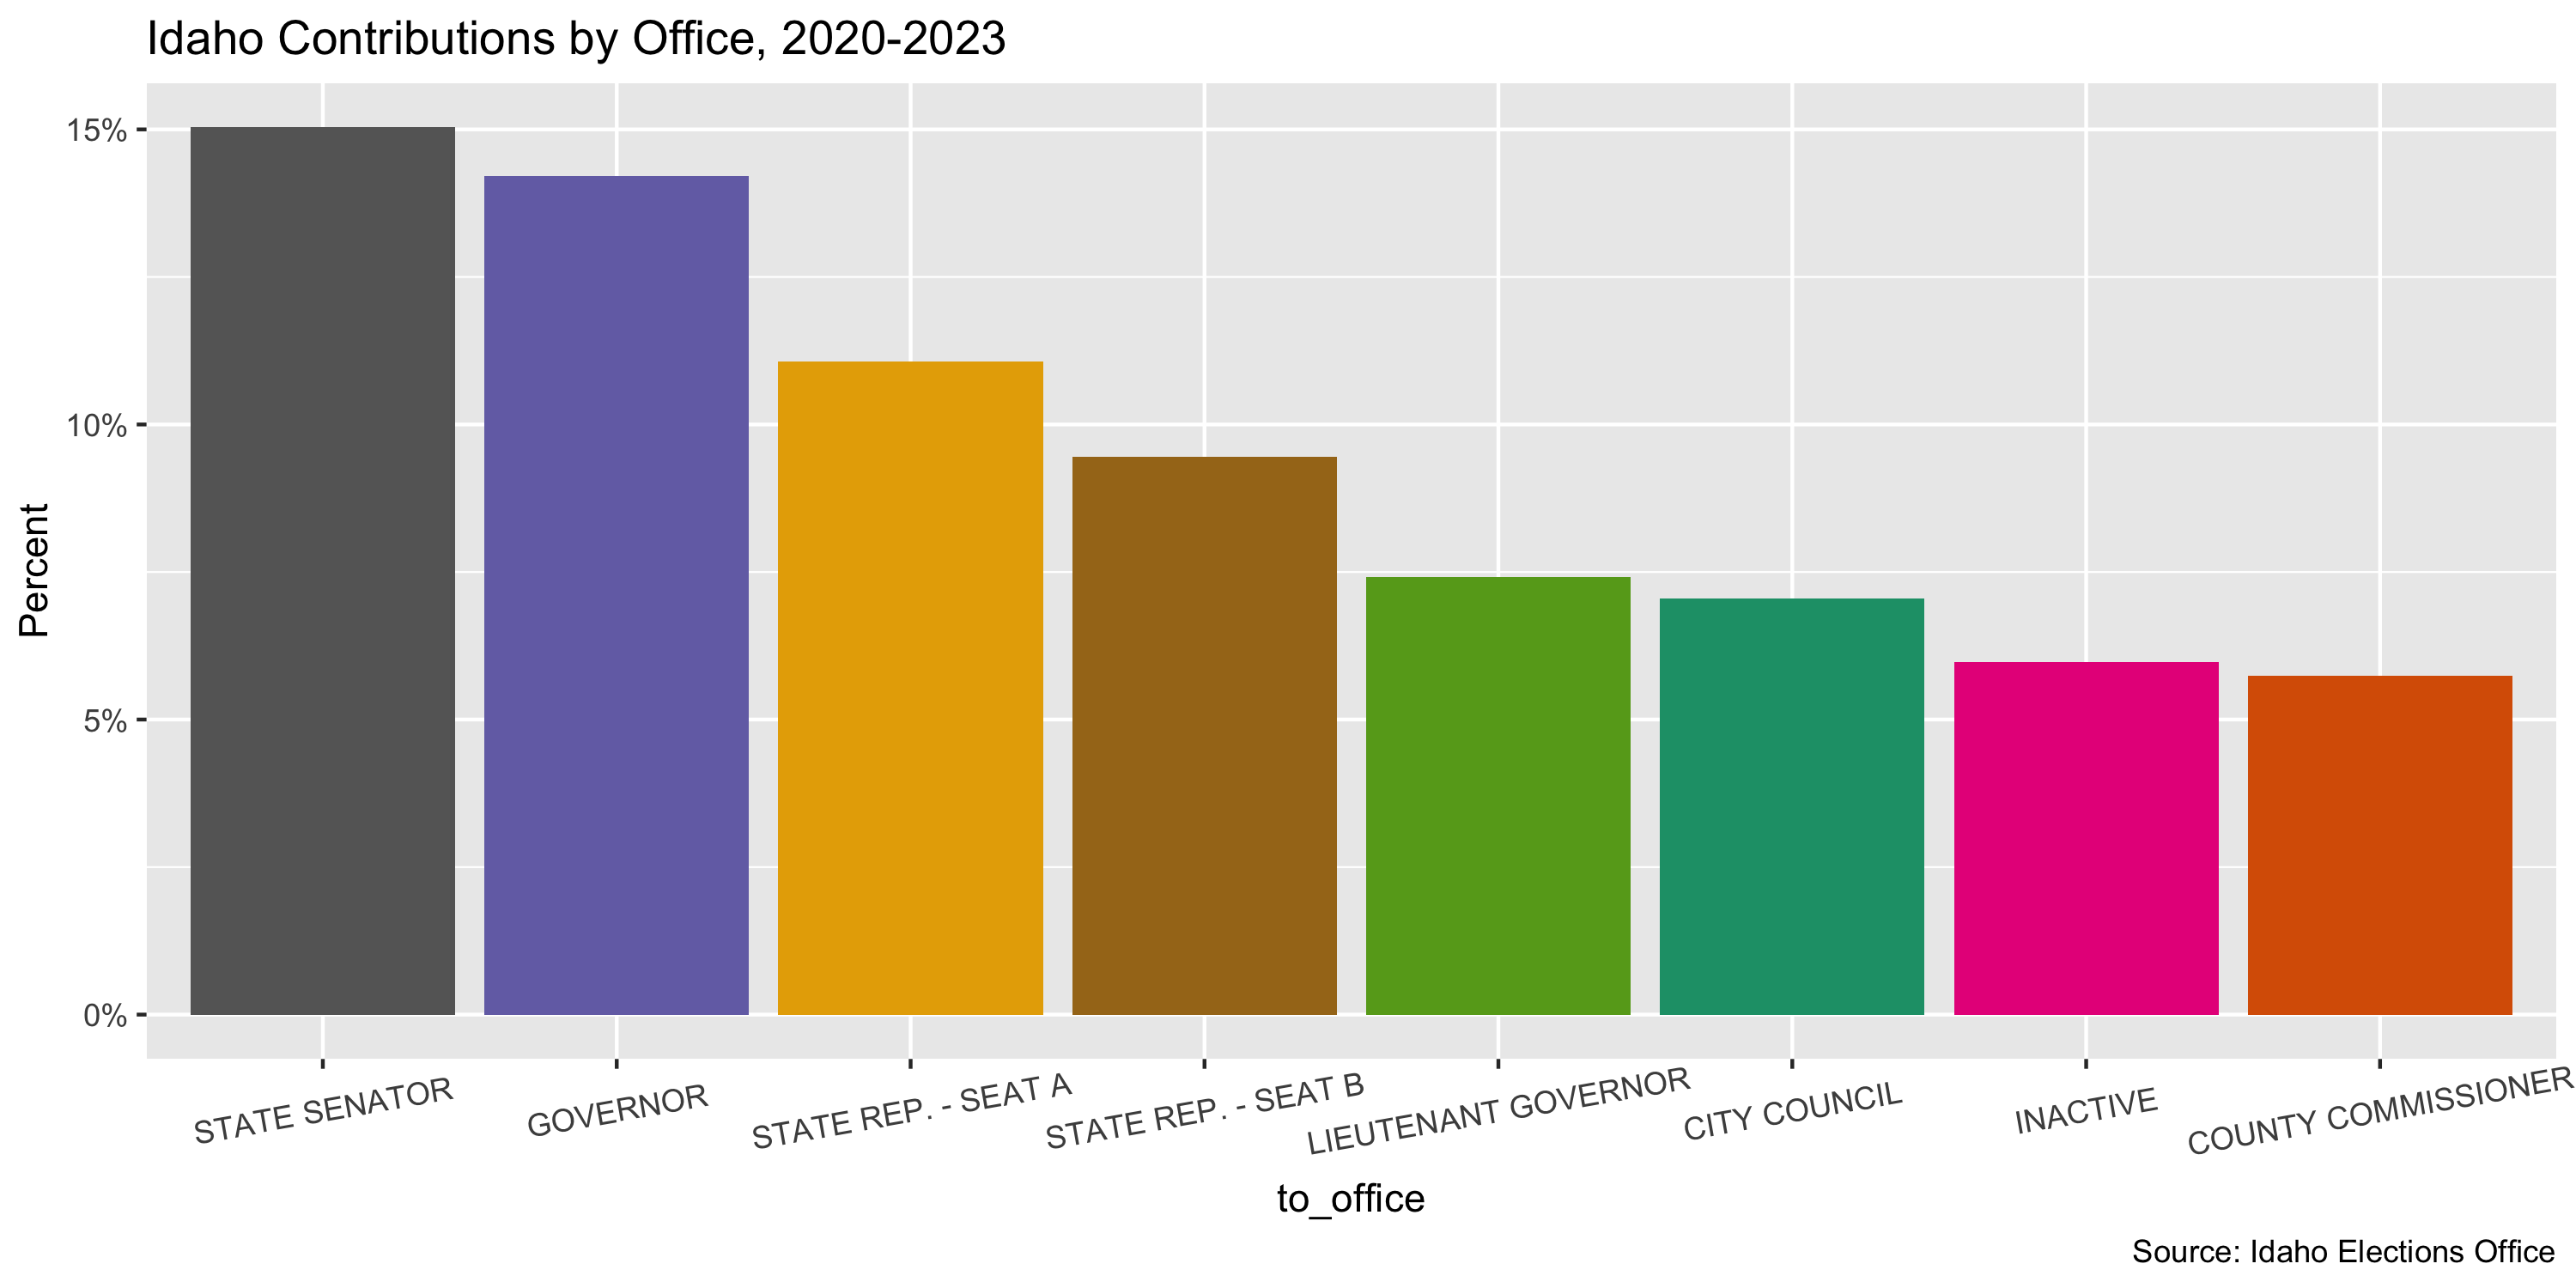 Idaho Contributions by Office, 2020-2023
Percent
15%
10%
5%
0%
STATE SENATOR
GOVERNOR
STATE REP. - SEAT A
STATE REP. - SEAT B
LIEUTENANT GOVERNOR
CITY COUNCIL
INACTIVE
COUNTY COMMISSIONER
to_office
Source: Idaho Elections Office